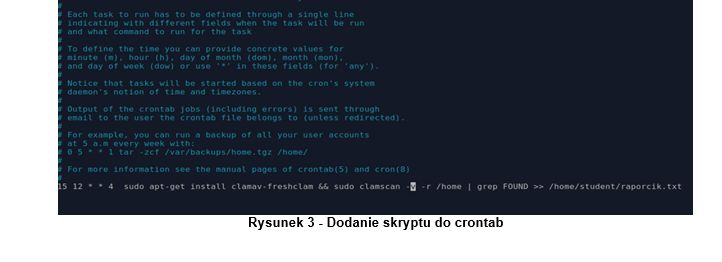 #
# Each task to run has to be defined through a single line
# indicating with different fields when the task will be run
# and what command to run for the task
#
# To define the time you can provide concrete values for
# minute (m), hour (h), day of month (dom), month (mon),
# and day of week (dow) or use '*' in these fields (for 'any').
#
# Notice that tasks will be started based on the cron's system
# daemon's notion of time and timezones.
#
# Output of the crontab jobs (including errors) is sent through
# email to the user the crontab file belongs to (unless redirected).
#
# For example, you can run a backup of all your user accounts
# at 5 a.m every week with:
# 0 5 * * 1 tar -zcf /var/backups/home.tgz /home/
#
# For more information see the manual pages of crontab(5) and cron(8)
#
15 12 * * 4  sudo apt-get install clamav-freshclam && sudo clamscan -v -r /home | grep FOUND >> /home/student/raporcik.txt
Rysunek 3 - Dodanie skryptu do crontab